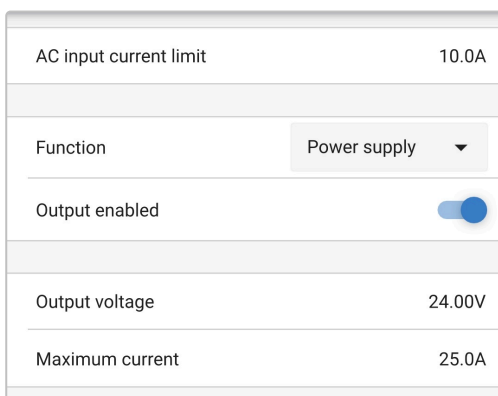 AC input current limit 10.0A
Function Power supply
Output enabled
Output voltage 24.00V
Maximum current 25.0A